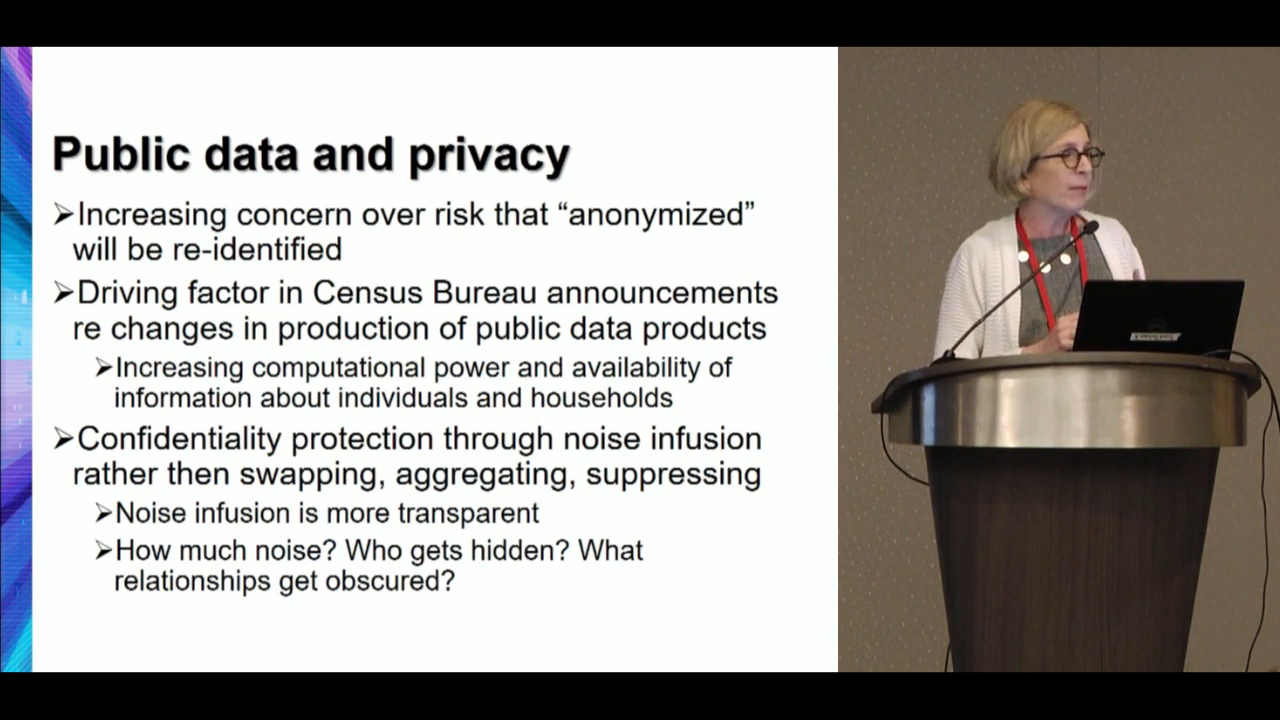 Public data and privacy
➢Increasing concern over risk that “anonymized”
will be re-identified
➢Driving factor in Census Bureau announcements
re changes in production of public data products
➢Increasing computational power and availability of
information about individuals and households
➢Confidentiality protection through noise infusion
rather then swapping, aggregating, suppressing
➢Noise infusion is more transparent
➢How much noise? Who gets hidden? What
relationships get obscured?